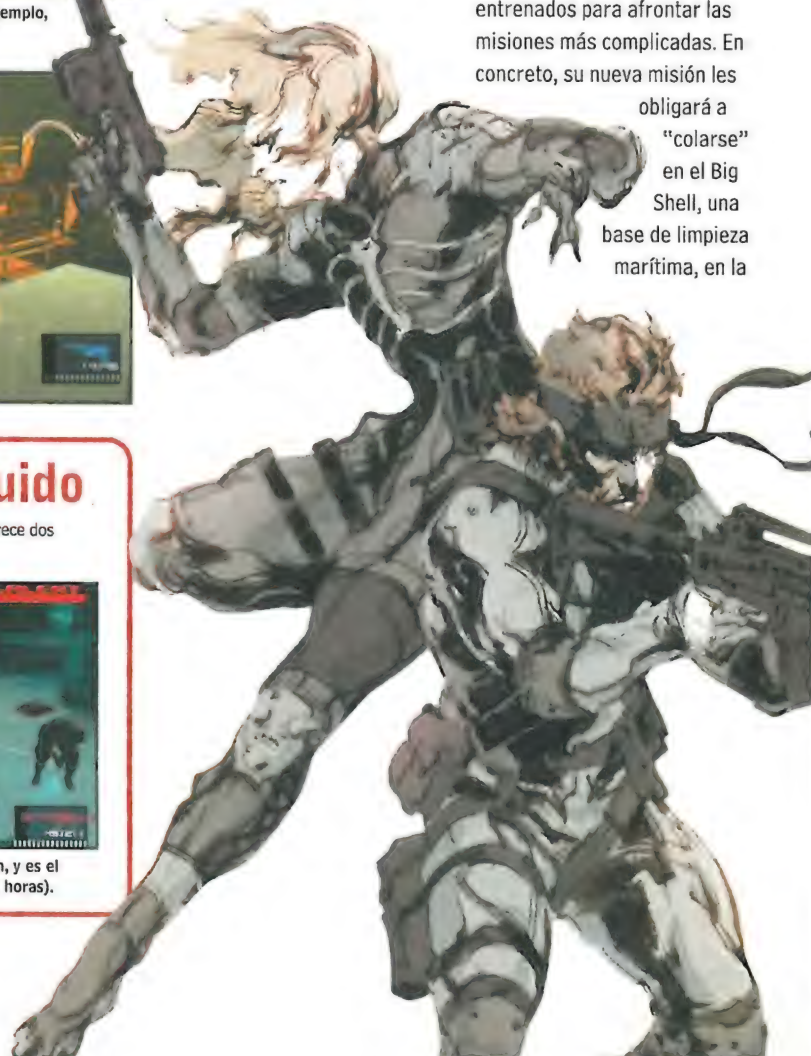 emplo,
entrenados para afrontar las
misiones más complicadas. En
concreto, su nueva misión les
obligará a
"colarse"
en el Big
Shell, una
base de limpieza
marítima, en la
uido
rece dos
n, y es el
horas).